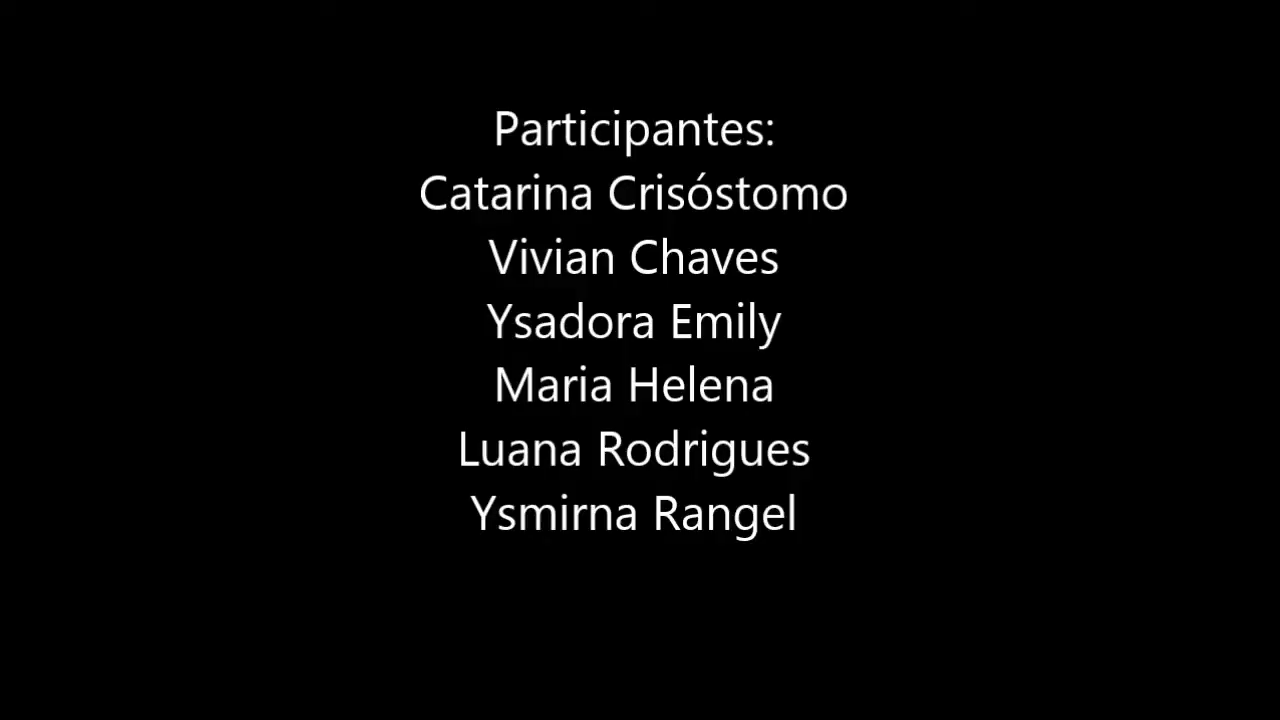 Participantes:
Catarina Crisóstomo
Vivian Chaves
Ysadora Emily
Maria Helena
Luana Rodrigues
Ysmirna Rangel